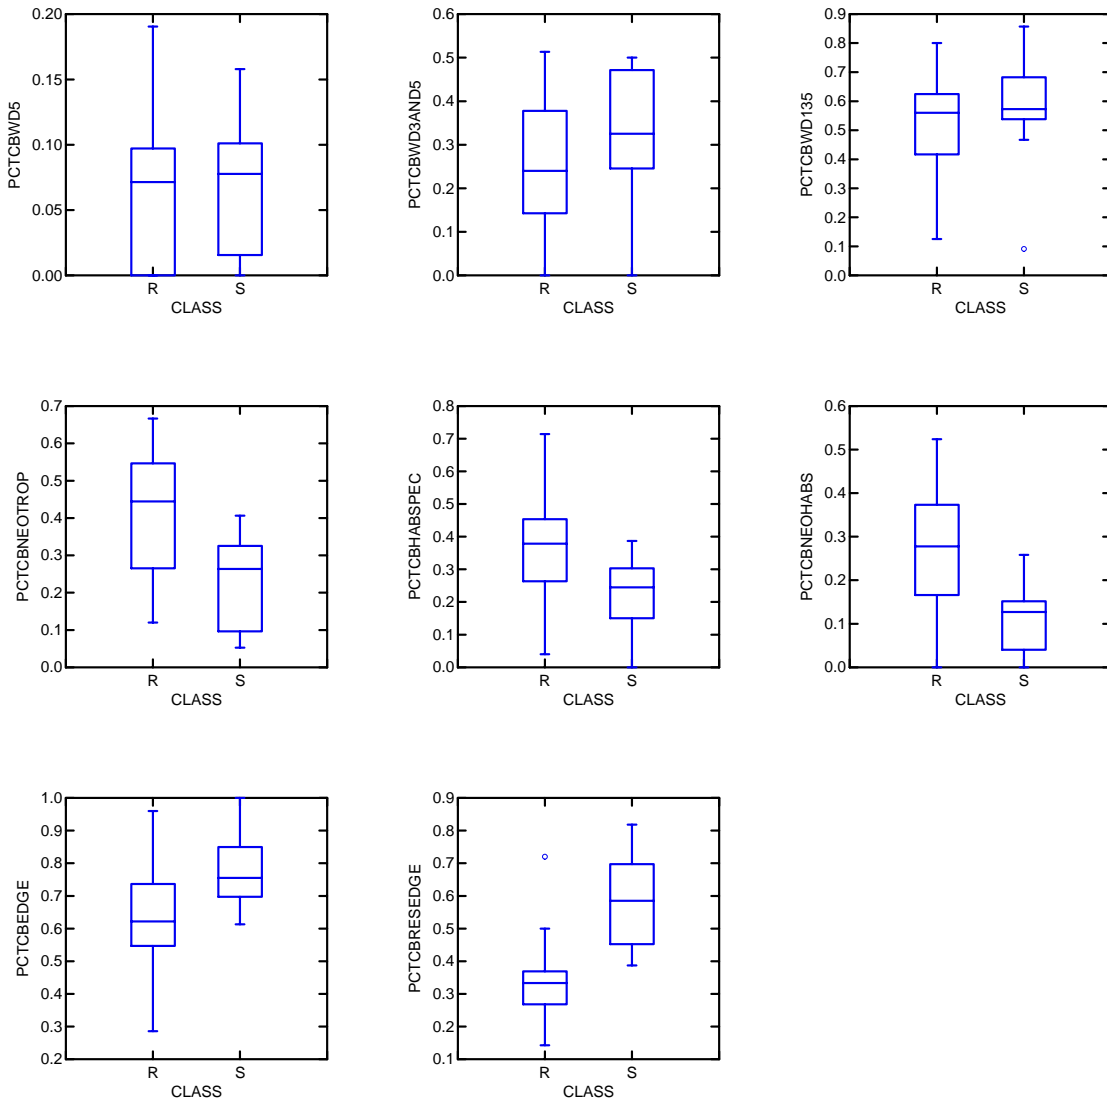 PCTCBWD5
0.20
0.15
0.10
0.05
0.00
R S
CLASS
PCTCBWD3AND5
0.6
0.5
0.4
0.3
0.2
0.1
0.0
R S
CLASS
PCTCBWD135
0.9
0.8
0.7
0.6
0.5
0.4
0.3
0.2
0.1
0.0
R S
CLASS
PCTCBNEOTROP
0.7
0.6
0.5
0.4
0.3
0.2
0.1
0.0
R S
CLASS
PCTCBHABSPEC
0.8
0.7
0.6
0.5
0.4
0.3
0.2
0.1
0.0
R S
CLASS
PCTCBNEOHABS
0.6
0.5
0.4
0.3
0.2
0.1
0.0
R S
CLASS
PCTCBEDGE
1.0
0.9
0.8
0.7
0.6
0.5
0.4
0.3
0.2
R S
CLASS
PCTCBRESEDGE
0.9
0.8
0.7
0.6
0.5
0.4
0.3
0.2
0.1
R S
CLASS